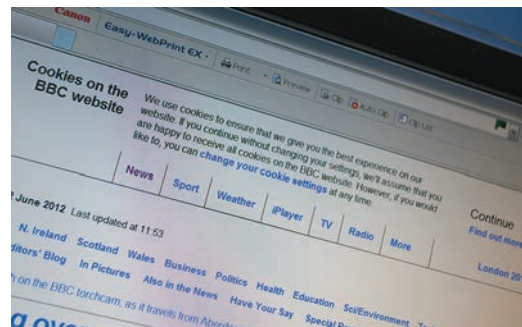 Canon
Easy-WebPrint EX
Print
Preview
Clip
Auto Clip
Clip List
Cookies on the
BBC website
We use cookies to ensure that we give you the best experience on our
website. If you continue without changing your settings, we'll assume that you
are happy to receive all cookies on the BBC website. However, if you would
like to, you can change your cookie settings at any time.
Continue
Find out more
News Sport Weather iPlayer TV Radio More
June 2012 Last updated at 11:53
London 20
N. Ireland Scotland Wales Business Politics Health Education Sci/Environment
ditors' Blog In Pictures Also in the News Have Your Say Special
on the BBC torchcam, as it travels from